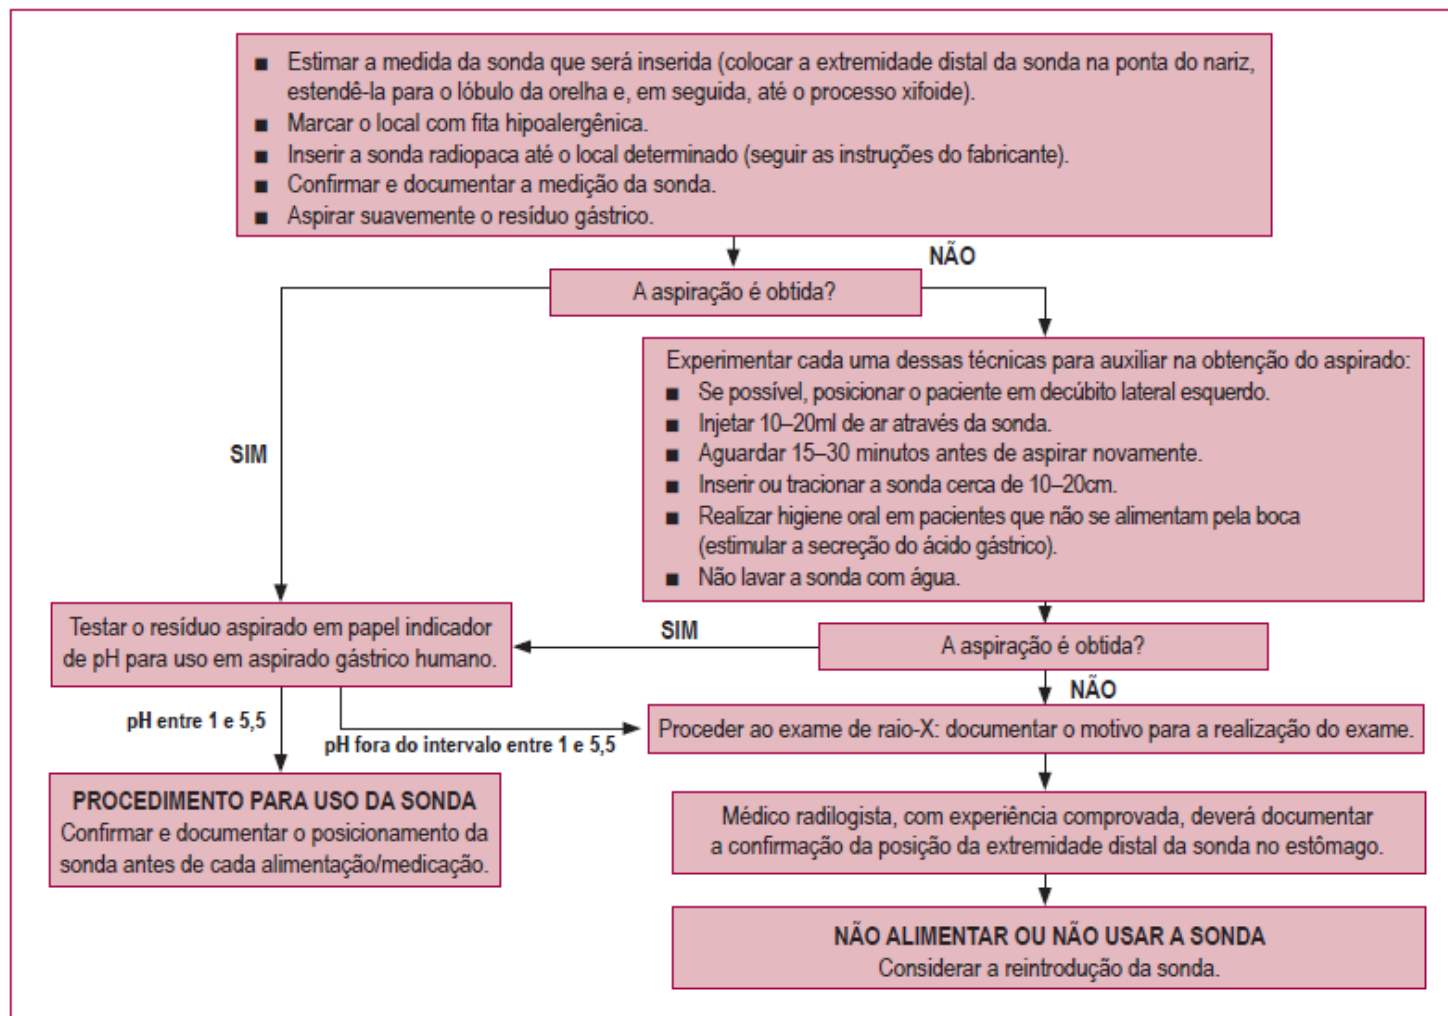 ■ Estimar a medida da sonda que será inserida (colocar a extremidade distal da sonda na ponta do nariz,
estendê-la para o lóbulo da orelha e, em seguida, até o processo xifoide).
■ Marcar o local com fita hipoalergênica.
■ Inserir a sonda radiopaca até o local determinado (seguir as instruções do fabricante).
■ Confirmar e documentar a medição da sonda.
■ Aspirar suavemente o resíduo gástrico.
NÃO
A aspiração é obtida?
Experimentar cada uma dessas técnicas para auxiliar na obtenção do aspirado:
■ Se possível, posicionar o paciente em decúbito lateral esquerdo.
■ Injetar 10–20ml de ar através da sonda.
■ Aguardar 15–30 minutos antes de aspirar novamente.
■ Inserir ou tracionar a sonda cerca de 10–20cm.
■ Realizar higiene oral em pacientes que não se alimentam pela boca
(estimular a secreção do ácido gástrico).
■ Não lavar a sonda com água.
SIM
Testar o resíduo aspirado em papel indicador
de pH para uso em aspirado gástrico humano.
SIM
A aspiração é obtida?
NÃO
pH entre 1 e 5,5
pH fora do intervalo entre 1 e 5,5
Proceder ao exame de raio-X: documentar o motivo para a realização do exame.
PROCEDIMENTO PARA USO DA SONDA
Confirmar e documentar o posicionamento da
sonda antes de cada alimentação/medicação.
Médico radilogista, com experiência comprovada, deverá documentar
a confirmação da posição da extremidade distal da sonda no estômago.
NÃO ALIMENTAR OU NÃO USAR A SONDA
Considerar a reintrodução da sonda.